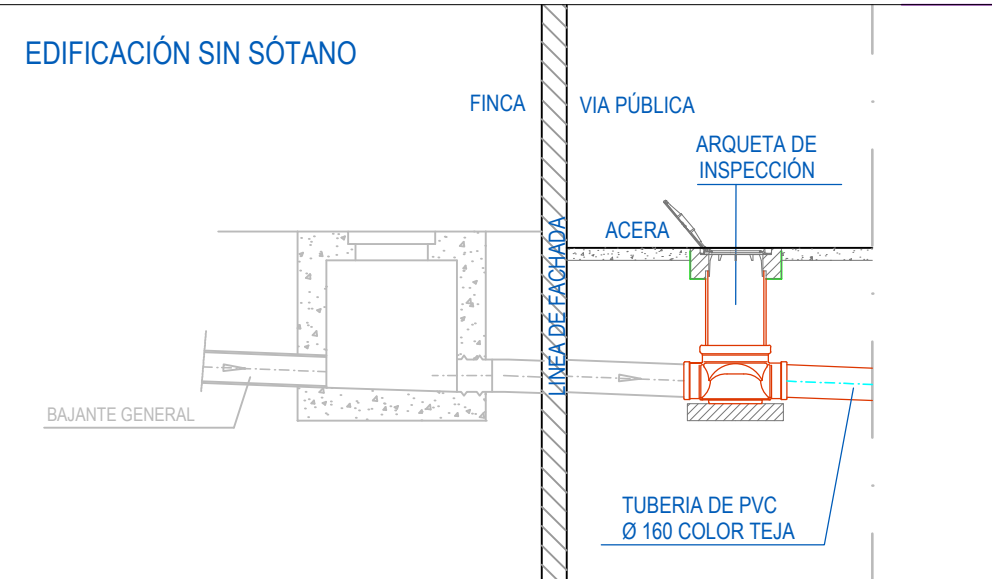 EDIFICACIÓN SIN SÓTANO
FINCA
VIA PÚBLICA
ARQUETA DE
INSPECCIÓN
ACERA
LINEA DE FACHADA
BAJANTE GENERAL
TUBERIA DE PVC
Ø 160 COLOR TEJA